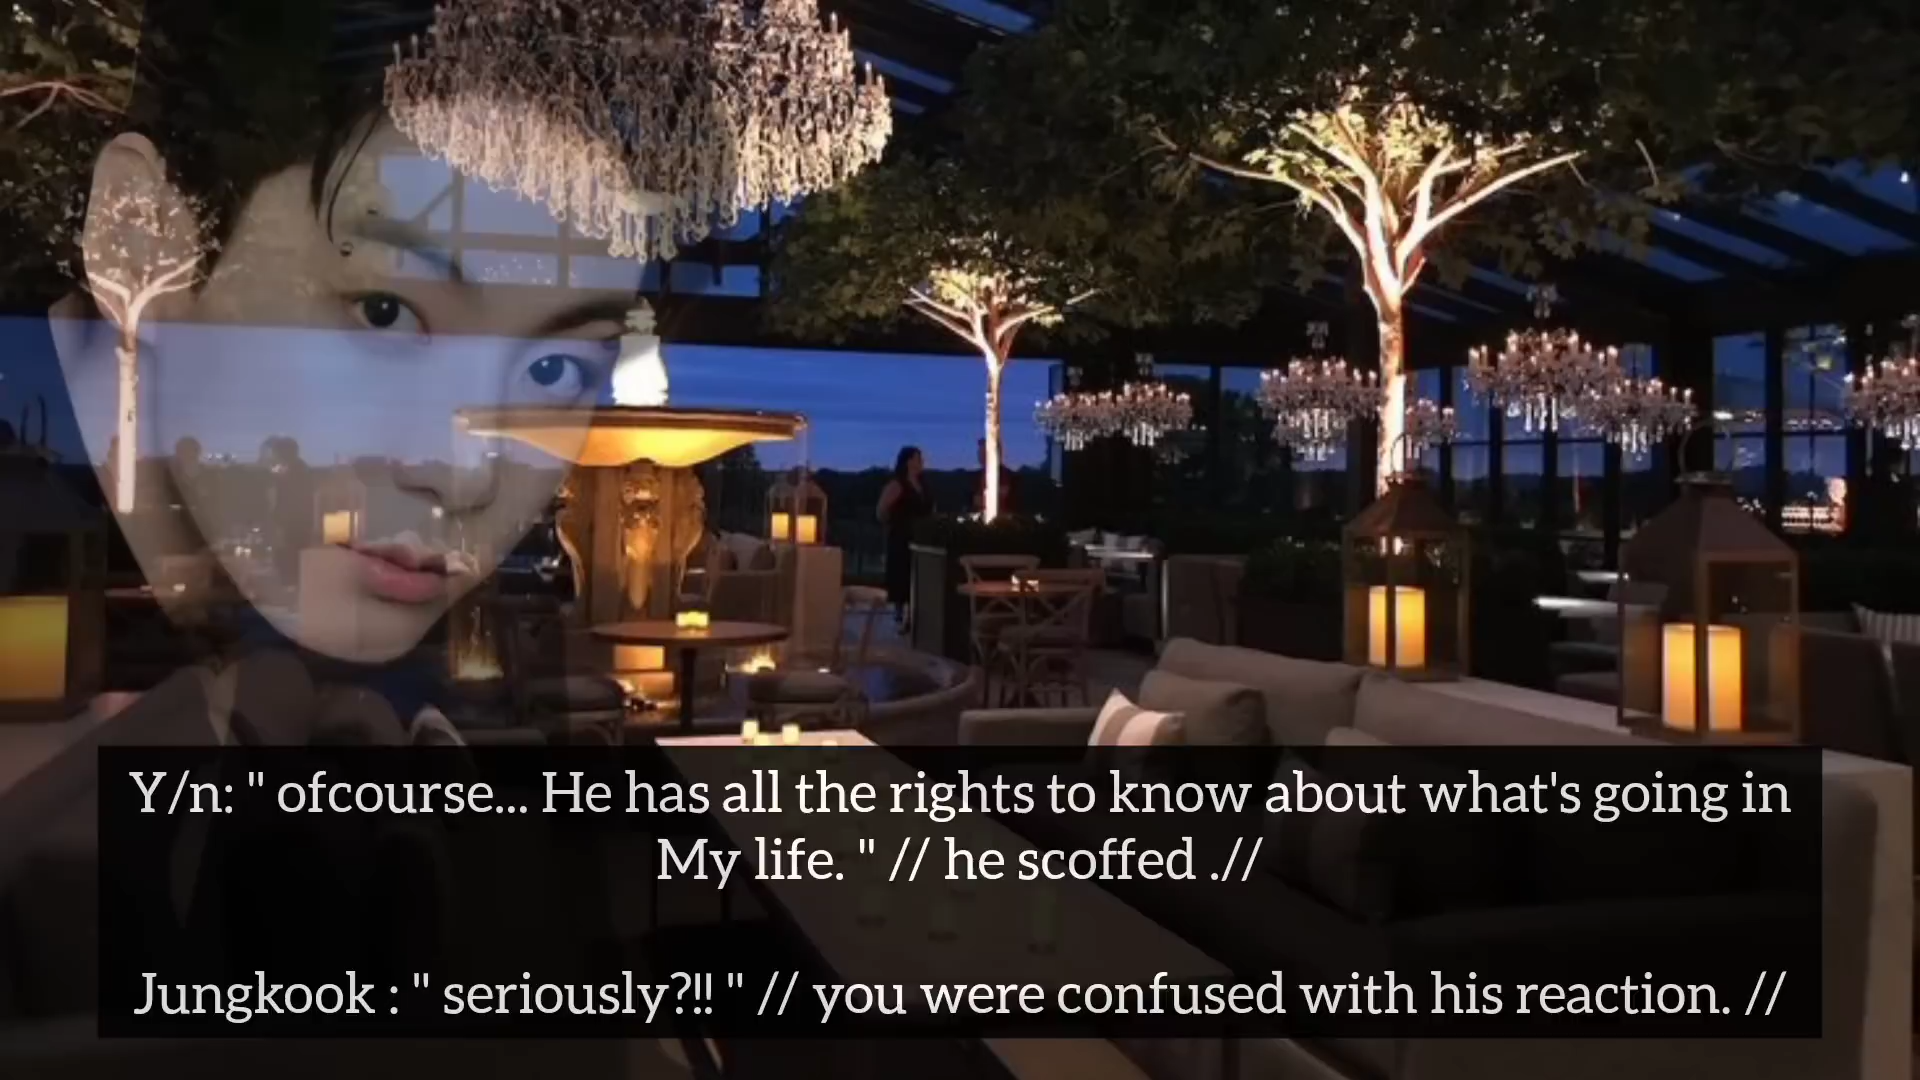 Y/n: " ofcourse... He has all the rights to know about what's going in
My life. " // he scoffed .//
Jungkook : " seriously?!! " // you were confused with his reaction. //